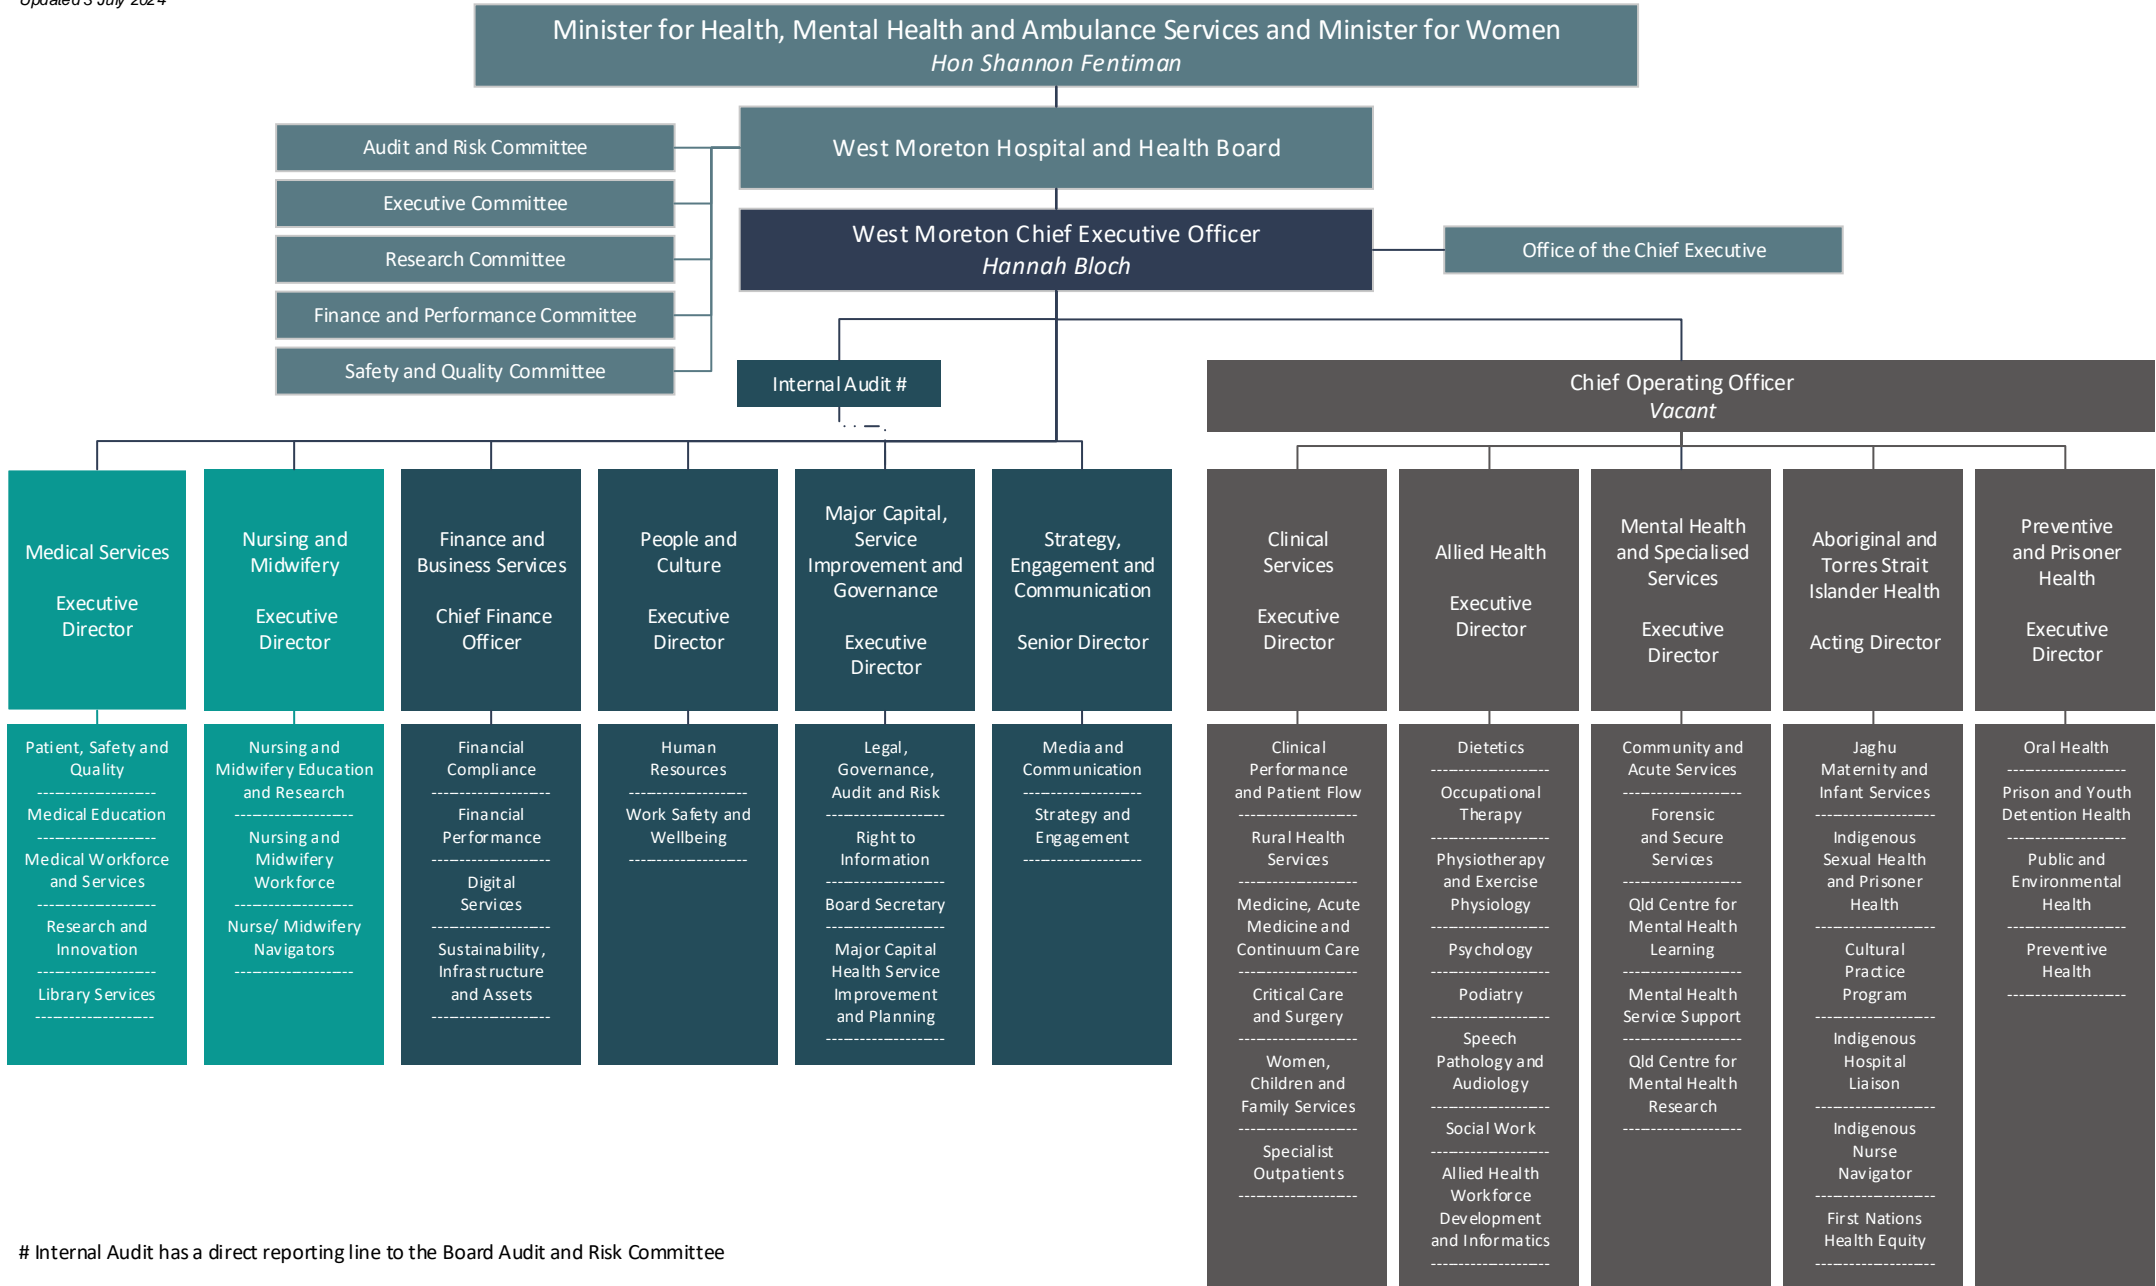 Updated 3 July 2024
Minister for Health, Mental Health and Ambulance Services and Minister for Women
Hon Shannon Fentiman
West Moreton Hospital and Health Board
Audit and Risk Committee
Executive Committee
Research Committee
Finance and Performance Committee
Safety and Quality Committee
West Moreton Chief Executive Officer
Hannah Bloch
Office of the Chief Executive
Internal Audit #
Chief Operating Officer
Vacant
Medical Services
Executive
Director
Nursing and
Midwifery
Executive
Director
Finance and
Business Services
Chief Finance
Officer
People and
Culture
Executive
Director
Major Capital,
Service
Improvement and
Governance
Executive
Director
Strategy,
Engagement and
Communication
Senior Director
Clinical
Services
Executive
Director
Allied Health
Executive
Director
Mental Health
and Specialised
Services
Executive
Director
Aboriginal and
Torres Strait
Islander Health
Acting Director
Preventive
and Prisoner
Health
Executive
Director
Patient, Safety and
Quality
Medical Education
Medical Workforce
and Services
Research and
Innovation
Library Services
Nursing and
Midwifery Education
and Research
Nursing and
Midwifery
Workforce
Nurse/ Midwifery
Navigators
Financial
Compliance
Financial
Performance
Digital
Services
Sustainability,
Infrastructure
and Assets
Human
Resources
Work Safety and
Wellbeing
Legal,
Governance,
Audit and Risk
Right to
Information
Board Secretary
Major Capital
Health Service
Improvement
and Planning
Media and
Communication
Strategy and
Engagement
Clinical
Performance
and Patient Flow
Rural Health
Services
Medicine, Acute
Medicine and
Continuum Care
Critical Care
and Surgery
Women,
Children and
Family Services
Specialist
Outpatients
Dietetics
Occupational
Therapy
Physiotherapy
and Exercise
Physiology
Psychology
Podiatry
Speech
Pathology and
Audiology
Social Work
Allied Health
Workforce
Development
and Informatics
Community and
Acute Services
Forensic
and Secure
Services
Qld Centre for
Mental Health
Learning
Mental Health
Service Support
Qld Centre for
Mental Health
Research
Jaghu
Maternity and
Infant Services
Indigenous
Sexual Health
and Prisoner
Health
Cultural
Practice
Program
Indigenous
Hospital
Liaison
Indigenous
Nurse
Navigator
First Nations
Health Equity
Oral Health
Prison and Youth
Detention Health
Public and
Environmental
Health
Preventive
Health
# Internal Audit has a direct reporting line to the Board Audit and Risk Committee